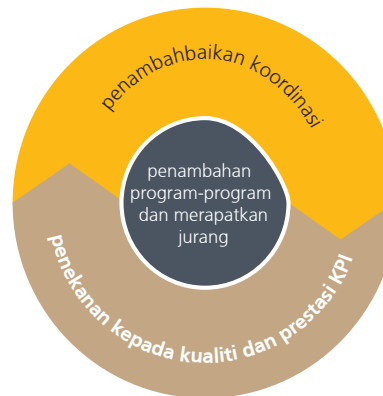 penambahbaikan koordinasi
penambahan
program-program
dan merapatkan
jurang
penekanan kepada kualiti dan prestasi KPI